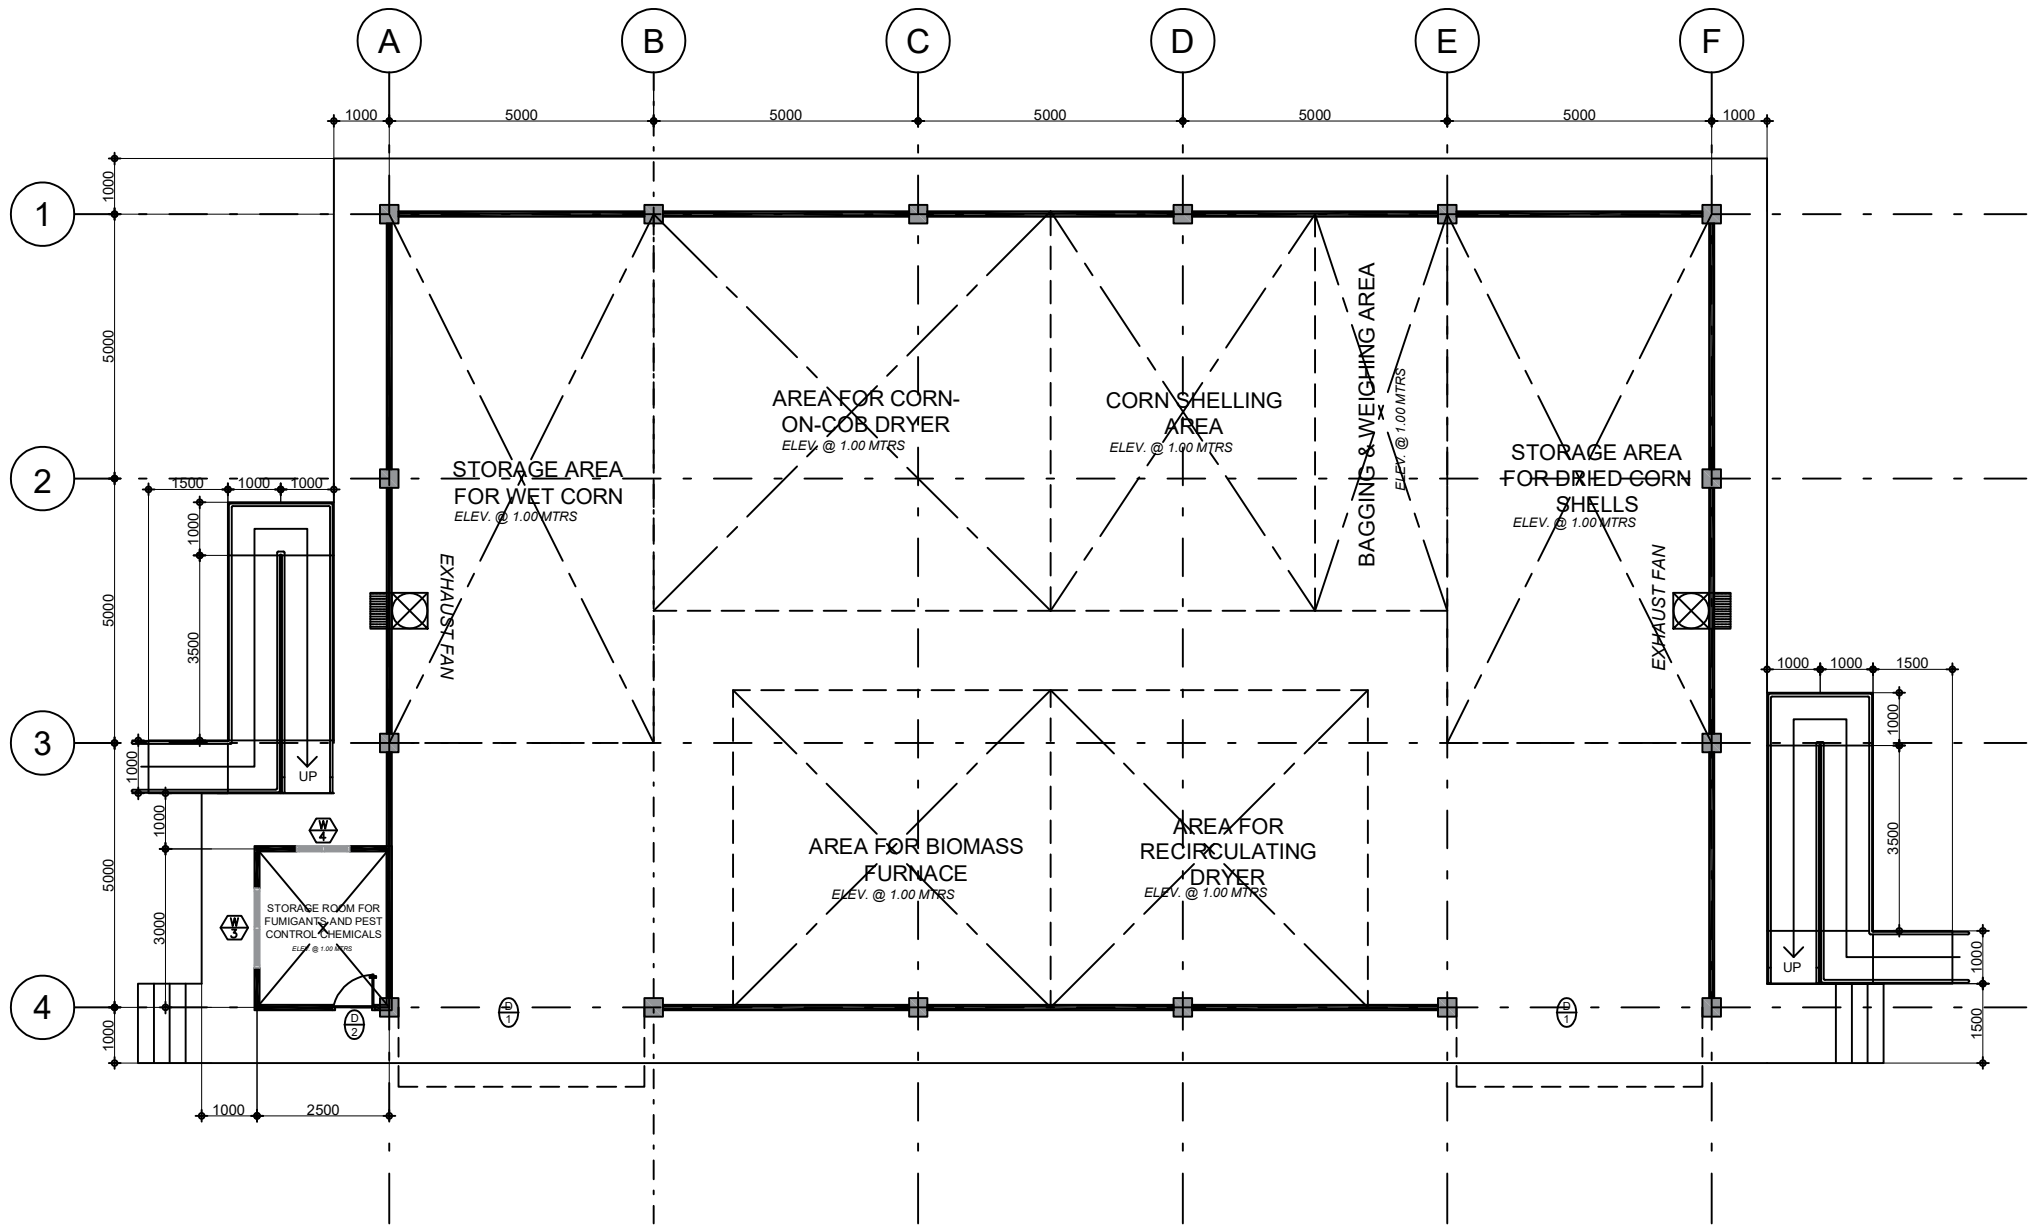 A B C D E F
1000 5000 5000 5000 5000 5000 1000
1000
1
5000
BAGGING & WEIGHING AREA
ELEV. @ 1.00 MTRS
AREA FOR CORN-
ON-COB DRYER
ELEV. @ 1.00 MTRS
CORN SHELLING
AREA
ELEV. @ 1.00 MTRS
STORAGE AREA
FOR WET CORN
ELEV. @ 1.00 MTRS
STORAGE AREA
FOR DRIED CORN
SHELLS
ELEV. @ 1.00 MTRS
2
1500 1000 1000
1000
5000
3500
EXHAUST FAN
EXHAUST FAN
1000 1000 1500
1000
3
1000
UP
1000
W
4
5000
3500
AREA FOR BIOMASS
FURNACE
ELEV. @ 1.00 MTRS
AREA FOR
RECIRCULATING
DRYER
ELEV. @ 1.00 MTRS
W
3
3000
STORAGE ROOM FOR
FUMIGANTS AND PEST
CONTROL CHEMICALS
ELEV. @ 1.00 MTRS
UP
1000
4
D
2
D
1
D
1
1000
1500
1000 2500